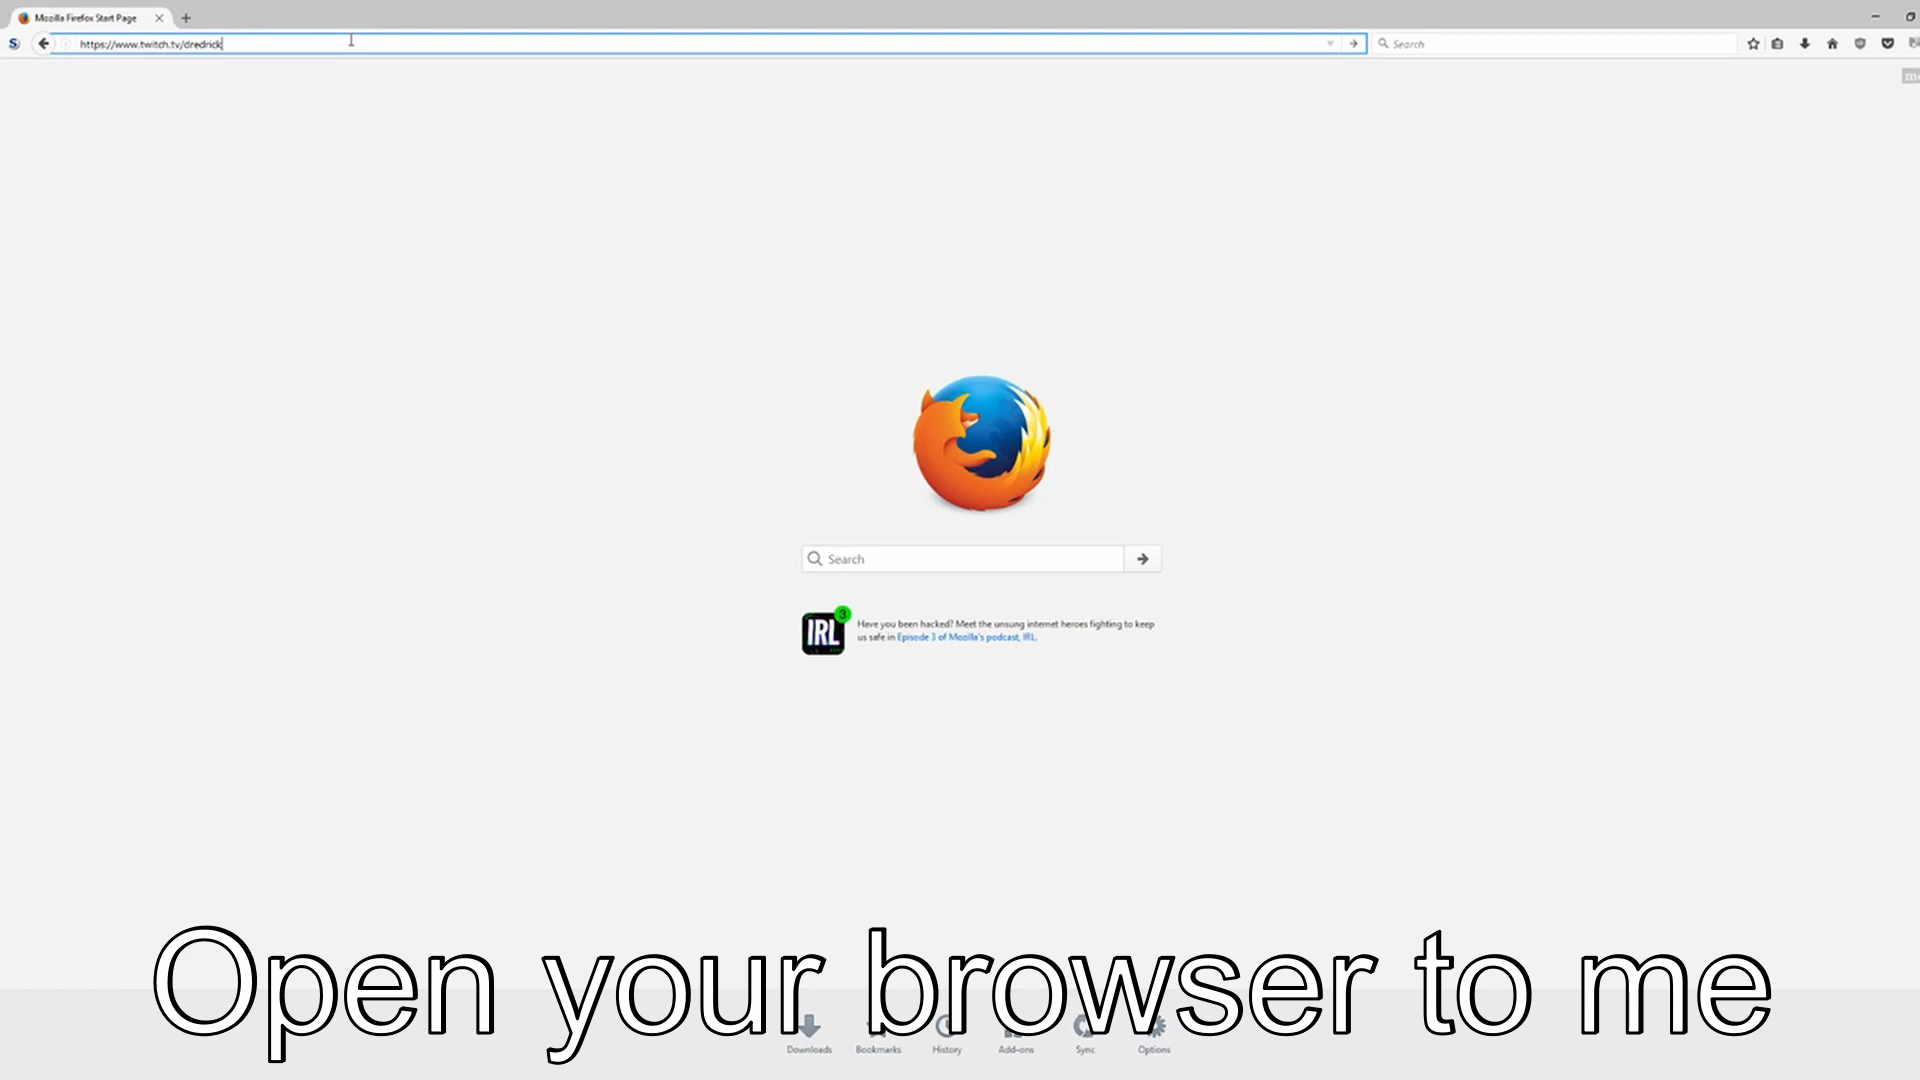 Mozilla Firefox Start Page
https://www.twitch.tv/dredrick
Search
Search
IRL
3
Have you been hacked? Meet the unsung internet heroes fighting to keep
us safe in Episode 3 of Mozilla's podcast, IRL.
Open your browser to me
Downloads
Bookmarks
History
Add-ons
Sync
Options